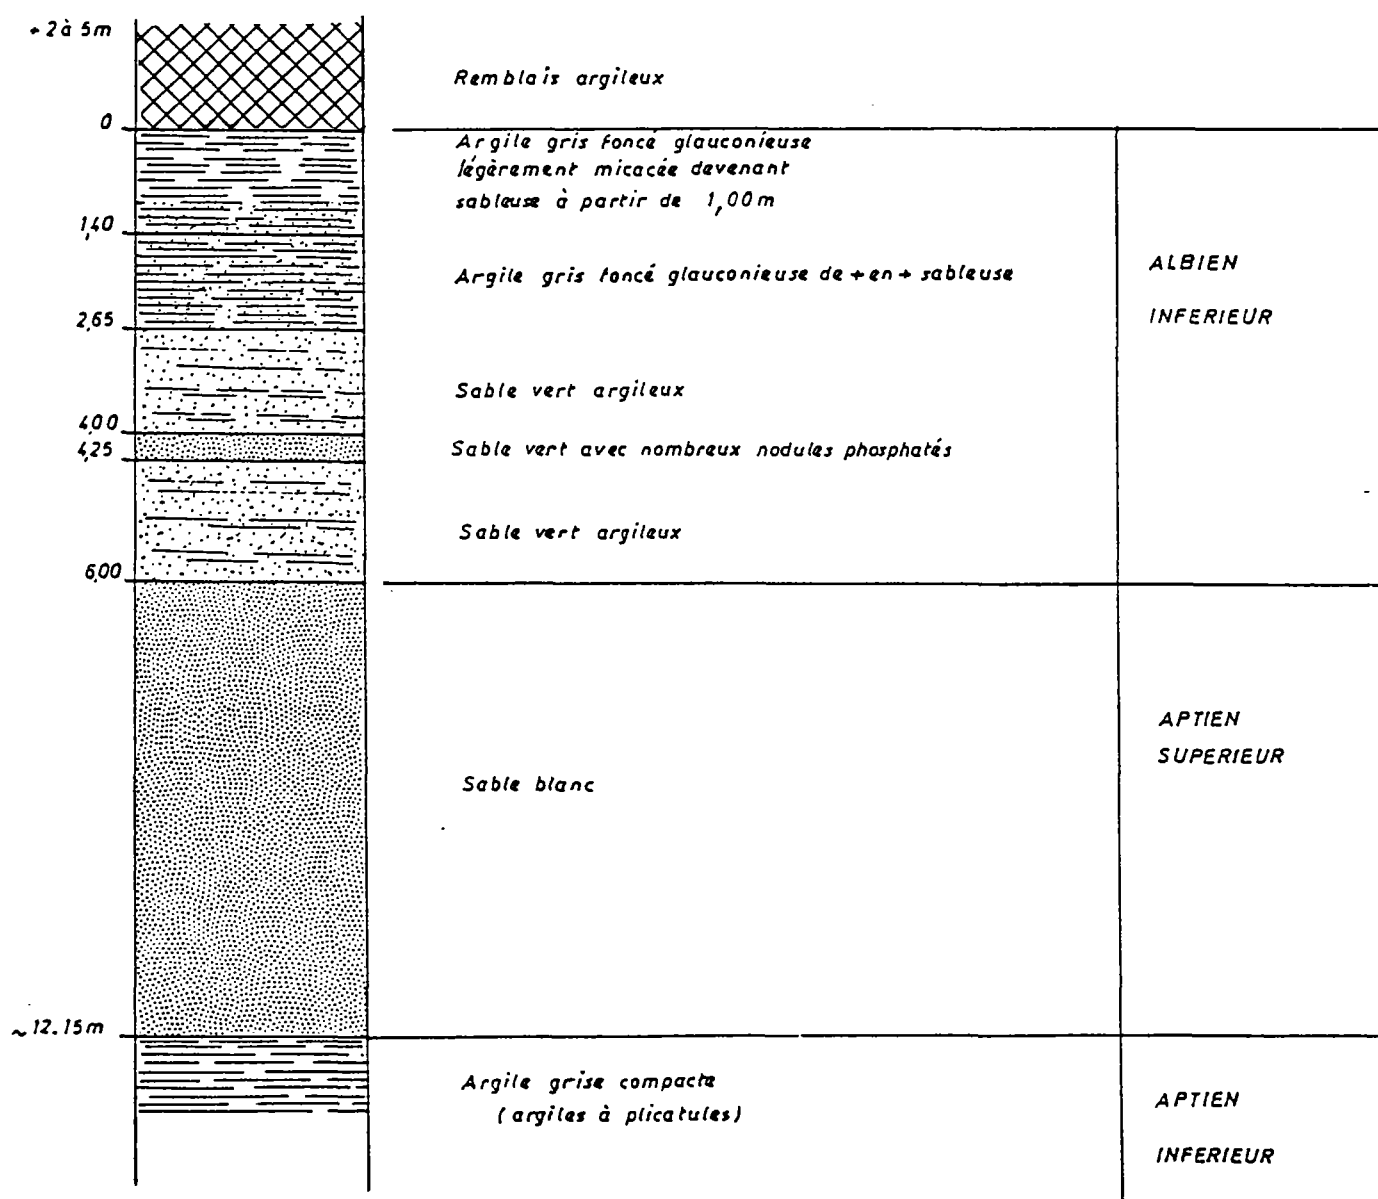 + 2 à 5m
Remblais argileux
0
Argile gris foncé glauconieuse
légèrement micacée devenant
sableuse à partir de 1,00m
1,40
Argile gris foncé glauconieuse de + en + sableuse
ALBIEN
INFERIEUR
2,65
Sable vert argileux
4,00
4,25
Sable vert avec nombreux nodules phosphatés
Sable vert argileux
6,00
APTIEN
SUPERIEUR
Sable blanc
~ 12.15m
Argile grise compacte
(argiles à plicatules)
APTIEN
INFERIEUR